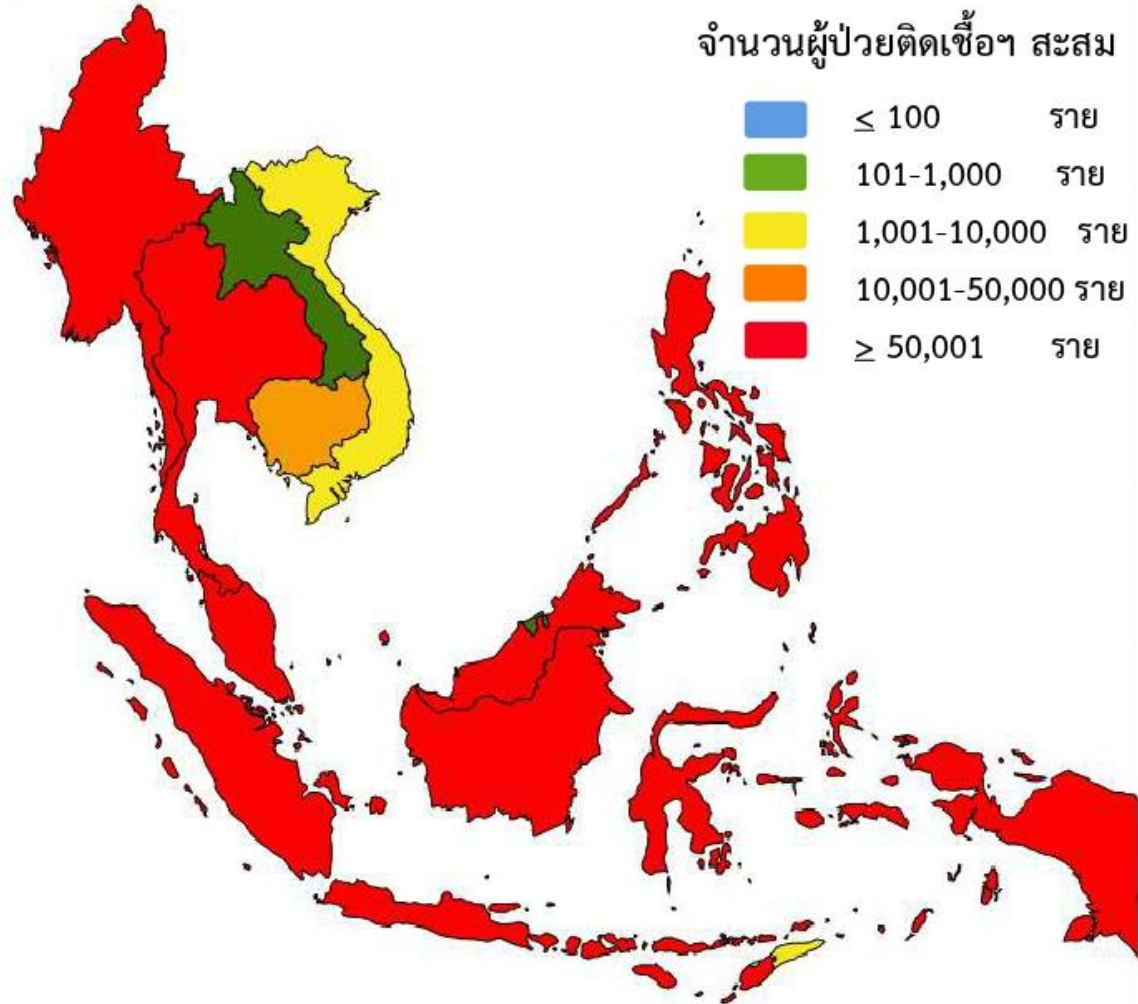 จำนวนผู้ป่วยติดเชื้อฯ สะสม
≤ 100 ราย
101-1,000 ราย
1,001-10,000 ราย
10,001-50,000 ราย
≥ 50,001 ราย